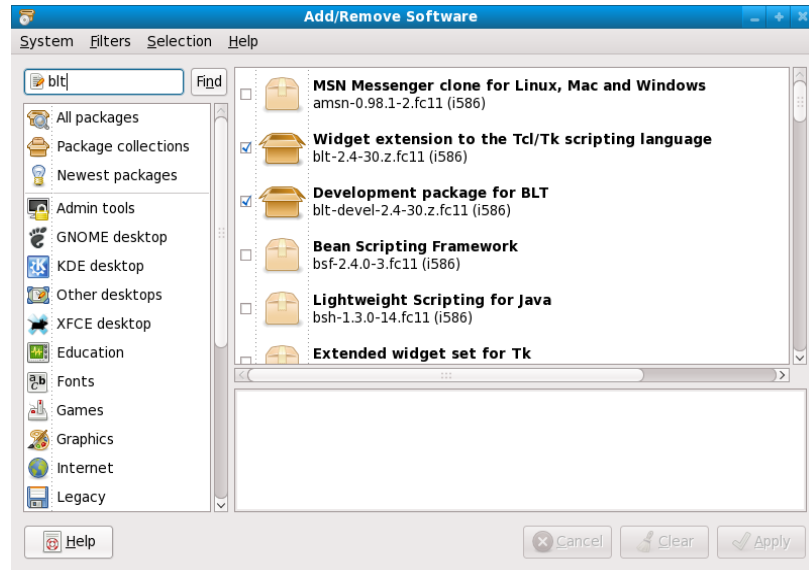 Add/Remove Software
System Filters Selection Help
blt Find
All packages
Package collections
Newest packages
Admin tools
GNOME desktop
KDE desktop
Other desktops
XFCE desktop
Education
Fonts
Games
Graphics
Internet
Legacy
MSN Messenger clone for Linux, Mac and Windows
amsn-0.98.1-2.fc11 (i586)
Widget extension to the Tcl/Tk scripting language
blt-2.4-30.z.fc11 (i586)
Development package for BLT
blt-devel-2.4-30.z.fc11 (i586)
Bean Scripting Framework
bsf-2.4.0-3.fc11 (i586)
Lightweight Scripting for Java
bsh-1.3.0-14.fc11 (i586)
Extended widget set for Tk
Help Cancel Clear Apply